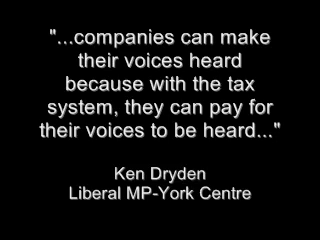 "...companies can make
their voices heard
because with the tax
system, they can pay for
their voices to be heard..."
Ken Dryden
Liberal MP-York Centre